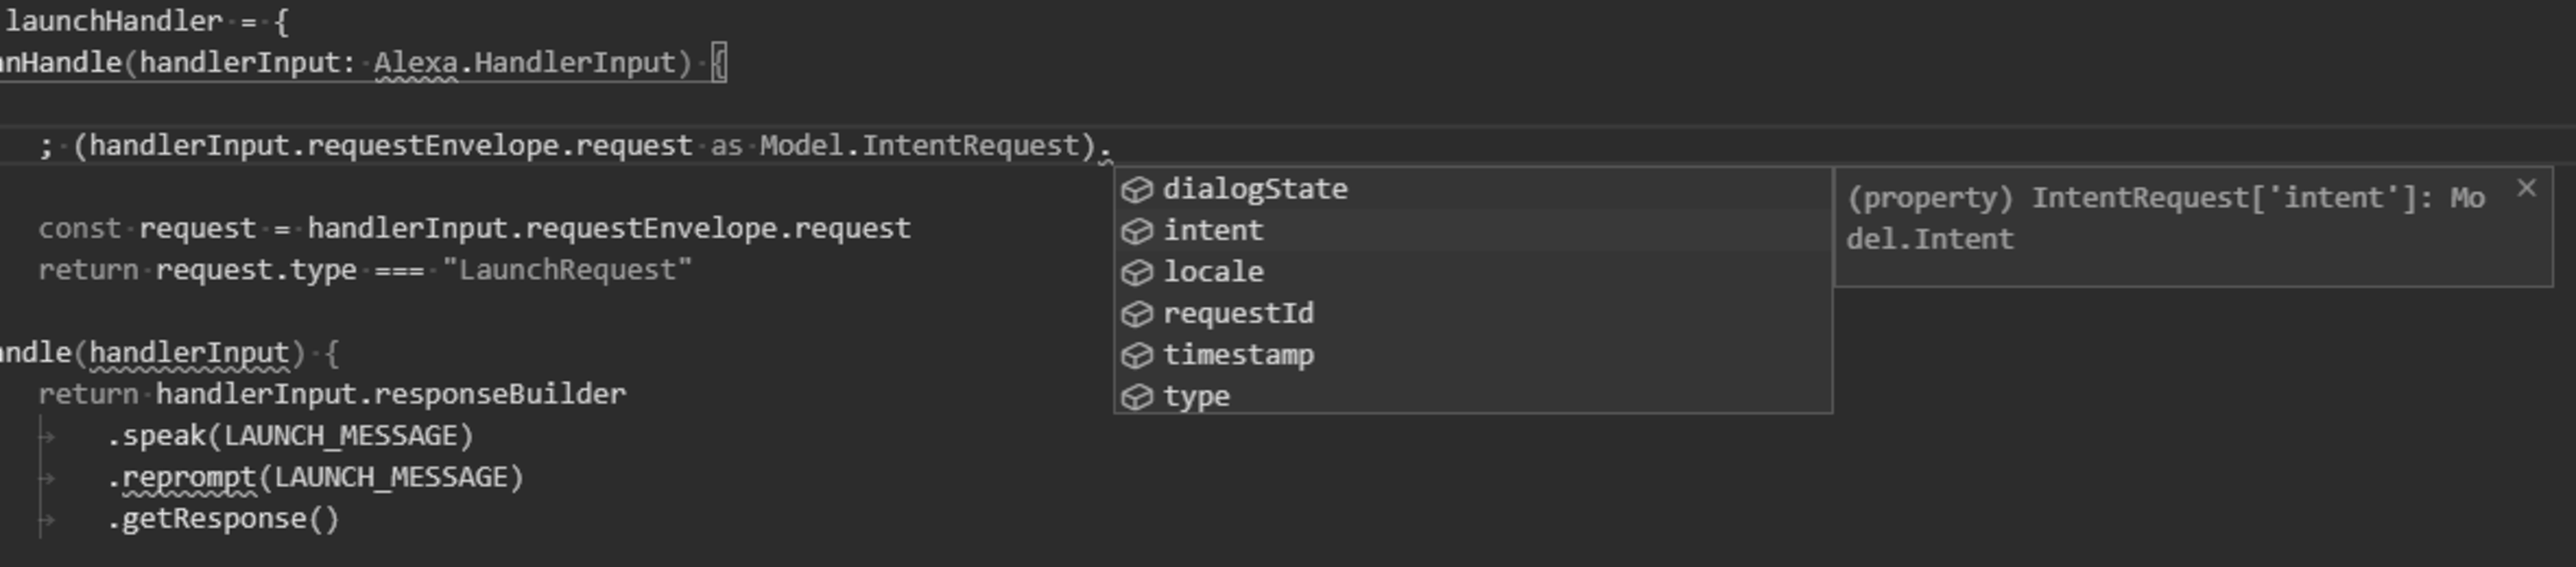 launchHandler = {
anHandle(handlerInput: Alexa.HandlerInput) {
; (handlerInput.requestEnvelope.request as Model.IntentRequest).
dialogState
intent
locale
requestId
timestamp
type
(property) IntentRequest['intent']: Mo
del.Intent
const request = handlerInput.requestEnvelope.request
return request.type === "LaunchRequest"
andle(handlerInput) {
return handlerInput.responseBuilder
.speak(LAUNCH_MESSAGE)
.reprompt(LAUNCH_MESSAGE)
.getResponse()